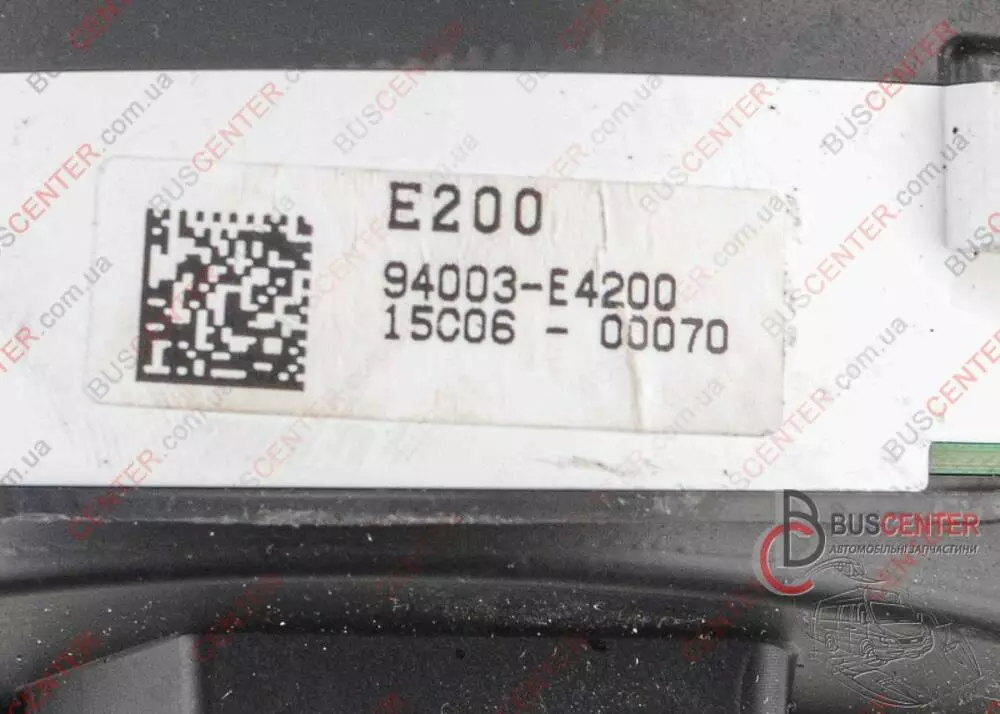 E200
94003-E4200
15C06 - 00070
BUSCENTER
АВТОМОБІЛЬНІ ЗАПЧАСТИНИ
BUSCENTER.com.ua